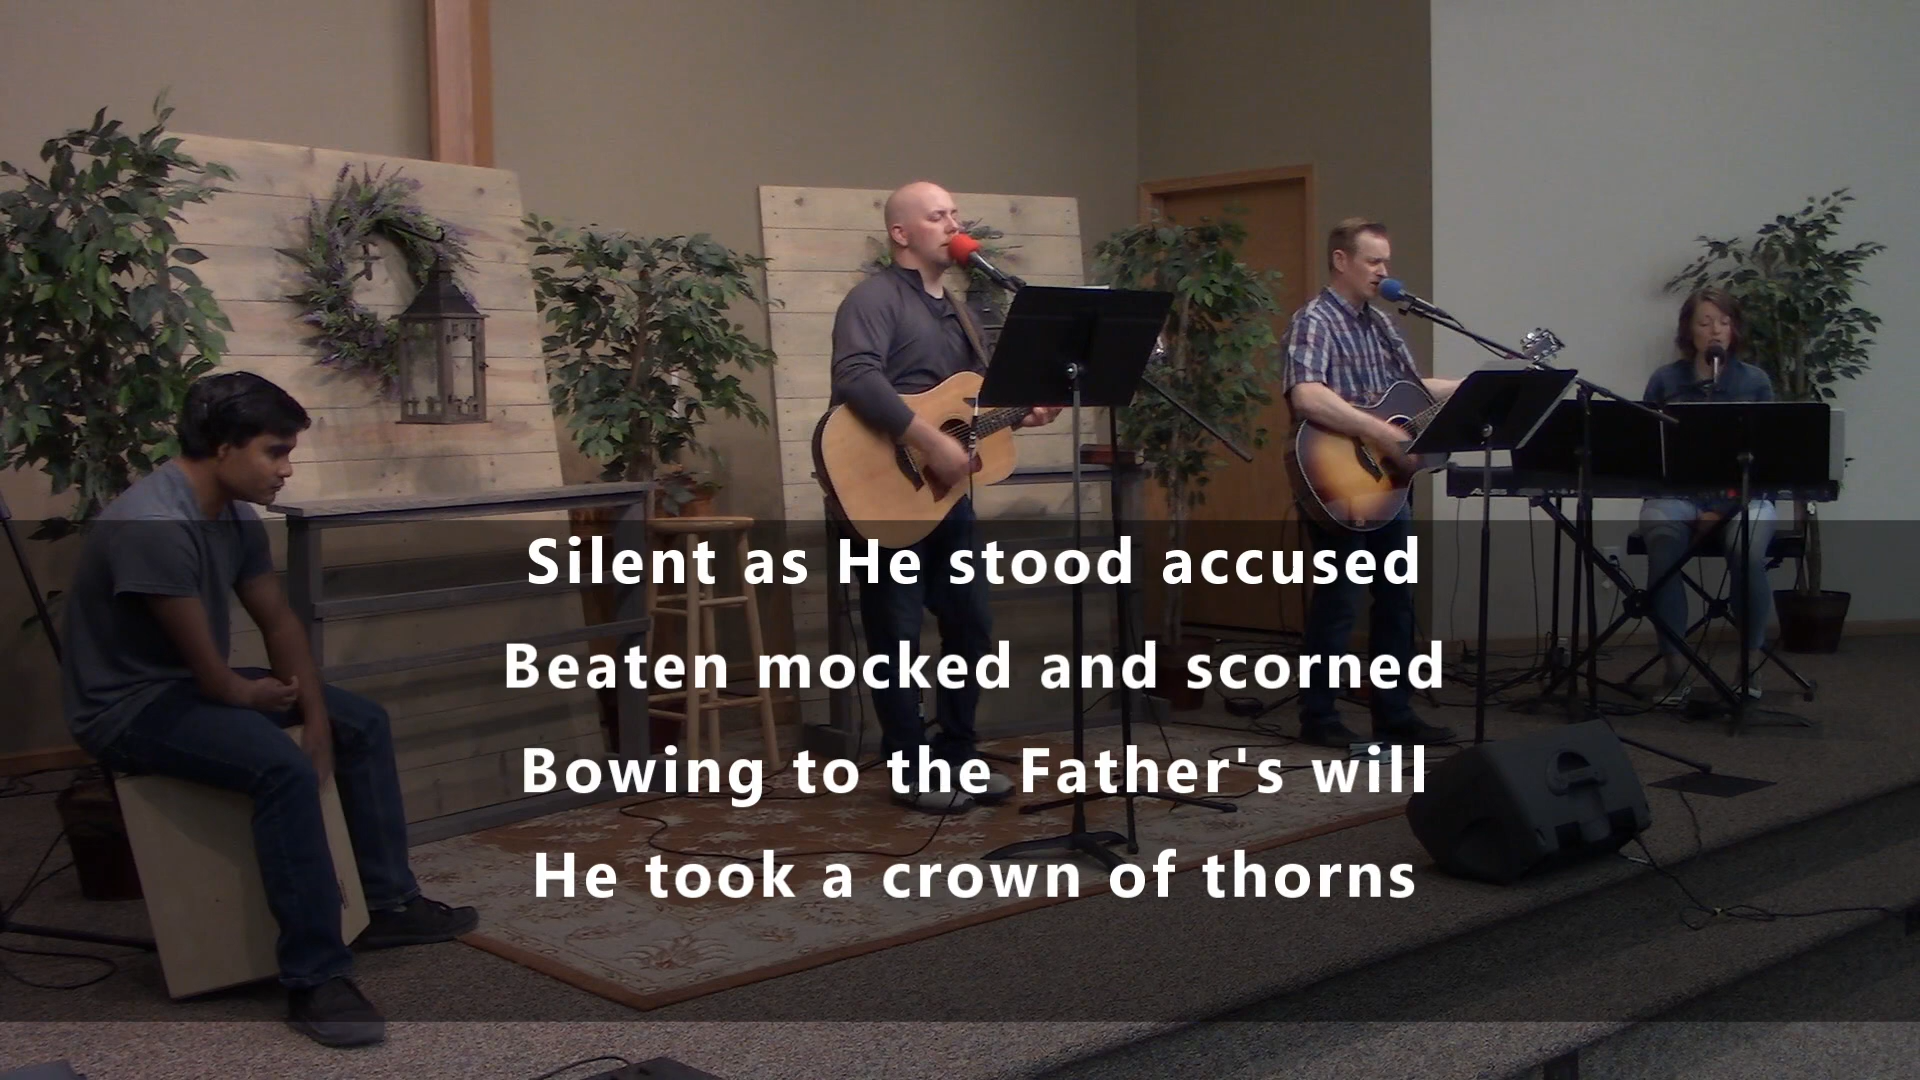 Silent as He stood accused
Beaten mocked and scorned
Bowing to the Father's will
He took a crown of thorns